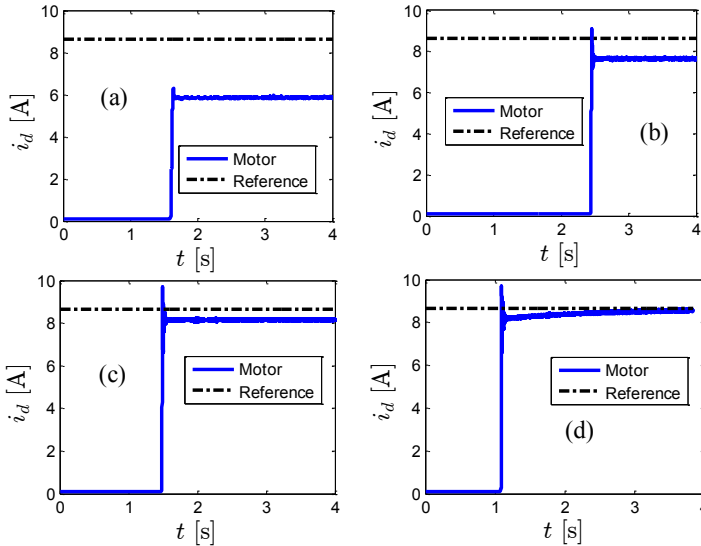 10
8
6
4
2
0
i_d [A]
(a)
Motor
Reference
0 1 2 3 4
t [s]
10
8
6
4
2
0
i_d [A]
(b)
Motor
Reference
0 1 2 3 4
t [s]
10
8
6
4
2
0
i_d [A]
(c)
Motor
Reference
0 1 2 3 4
t [s]
10
8
6
4
2
0
i_d [A]
(d)
Motor
Reference
0 1 2 3 4
t [s]